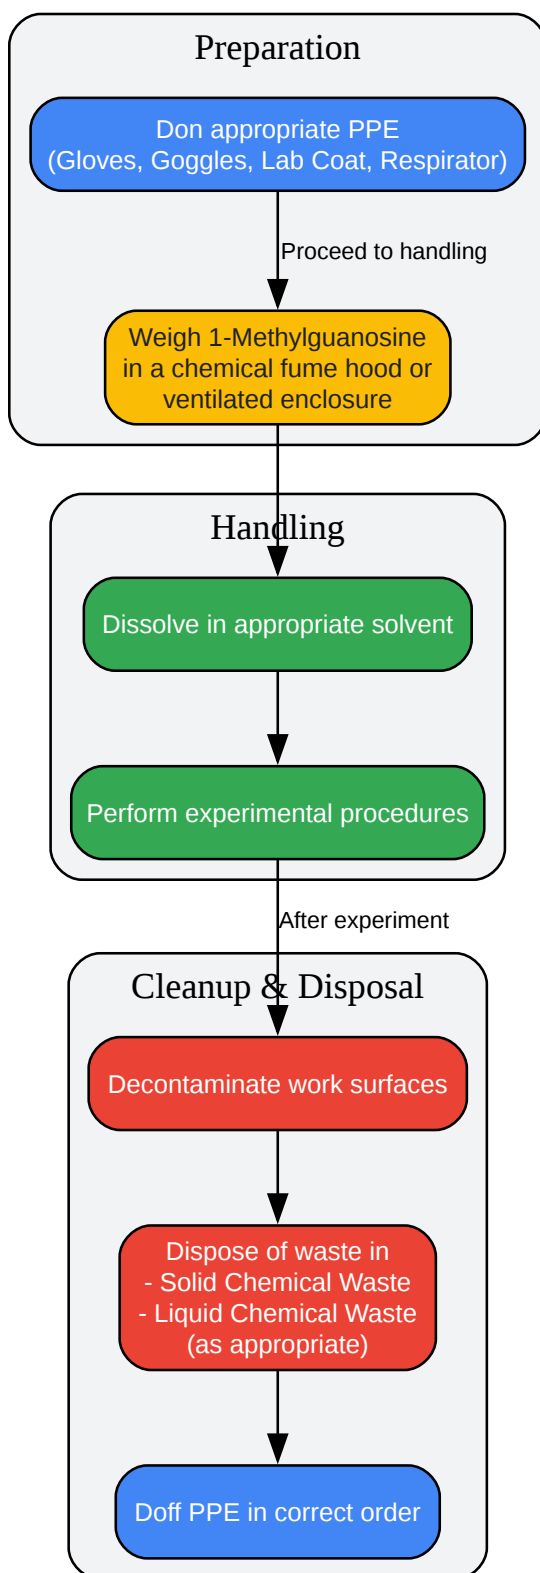 Preparation
Don appropriate PPE
(Gloves, Goggles, Lab Coat, Respirator)
Proceed to handling
Weigh 1-Methylguanosine
in a chemical fume hood or
ventilated enclosure
Handling
Dissolve in appropriate solvent
Perform experimental procedures
After experiment
Cleanup & Disposal
Decontaminate work surfaces
Dispose of waste in
- Solid Chemical Waste
- Liquid Chemical Waste
(as appropriate)
Doff PPE in correct order